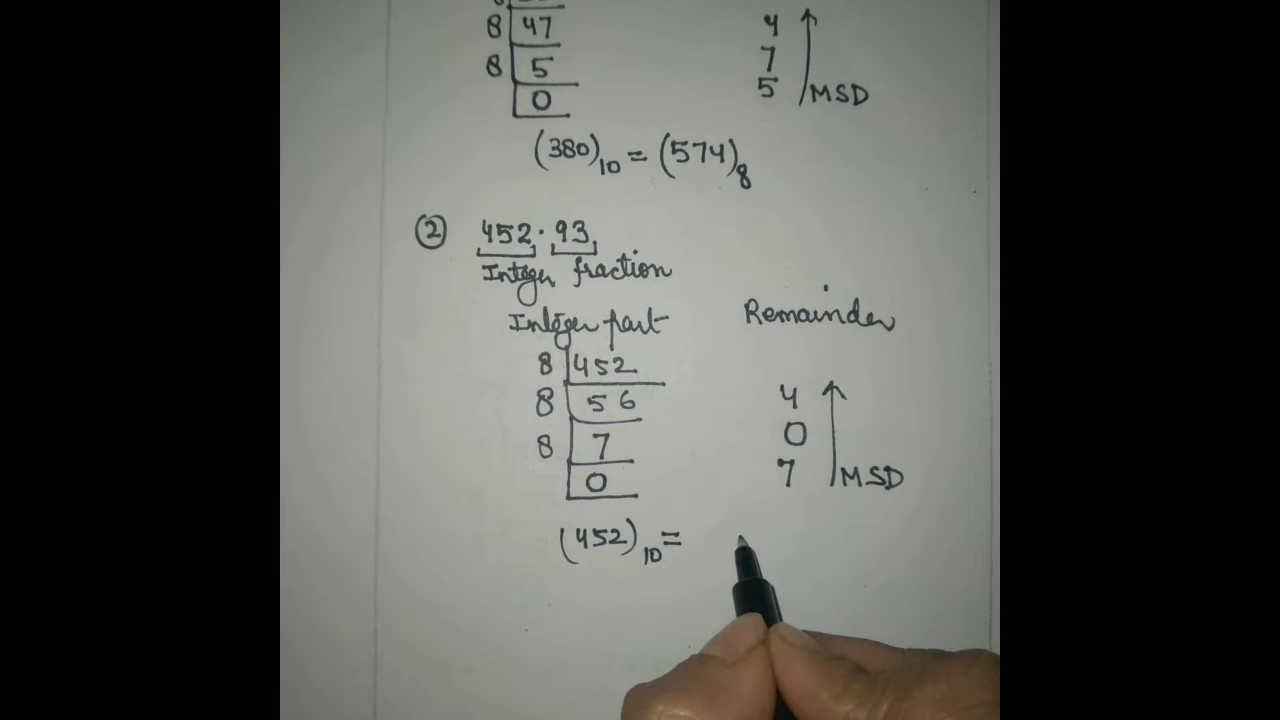 8 47 4
8 5 7
0 5 MSD
(380)10 = (574)8
② 452.93
Integer fraction
Integer part Remainder
8 452
8 56 4
8 7 0
0 7 MSD
(452)10 =